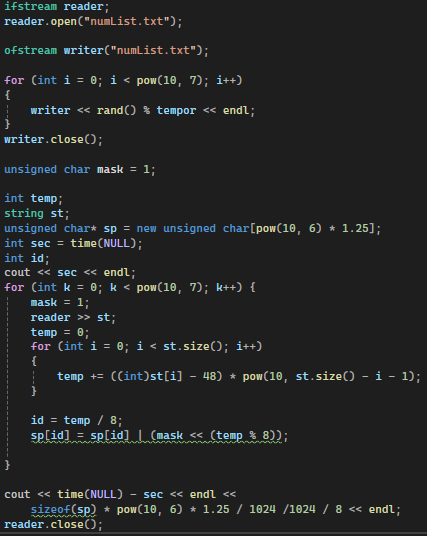 ifstream reader;
reader.open("numList.txt");
ofstream writer("numList.txt");
for (int i = 0; i < pow(10, 7); i++)
{
writer << rand() % tempor << endl;
}
writer.close();
unsigned char mask = 1;
int temp;
string st;
unsigned char* sp = new unsigned char[pow(10, 6) * 1.25];
int sec = time(NULL);
int id;
cout << sec << endl;
for (int k = 0; k < pow(10, 7); k++) {
mask = 1;
reader >> st;
temp = 0;
for (int i = 0; i < st.size(); i++)
{
temp += ((int)st[i] - 48) * pow(10, st.size() - i - 1);
}
id = temp / 8;
sp[id] = sp[id] | (mask << (temp % 8));
}
cout << time(NULL) - sec << endl <<
sizeof(sp) * pow(10, 6) * 1.25 / 1024 /1024 / 8 << endl;
reader.close();